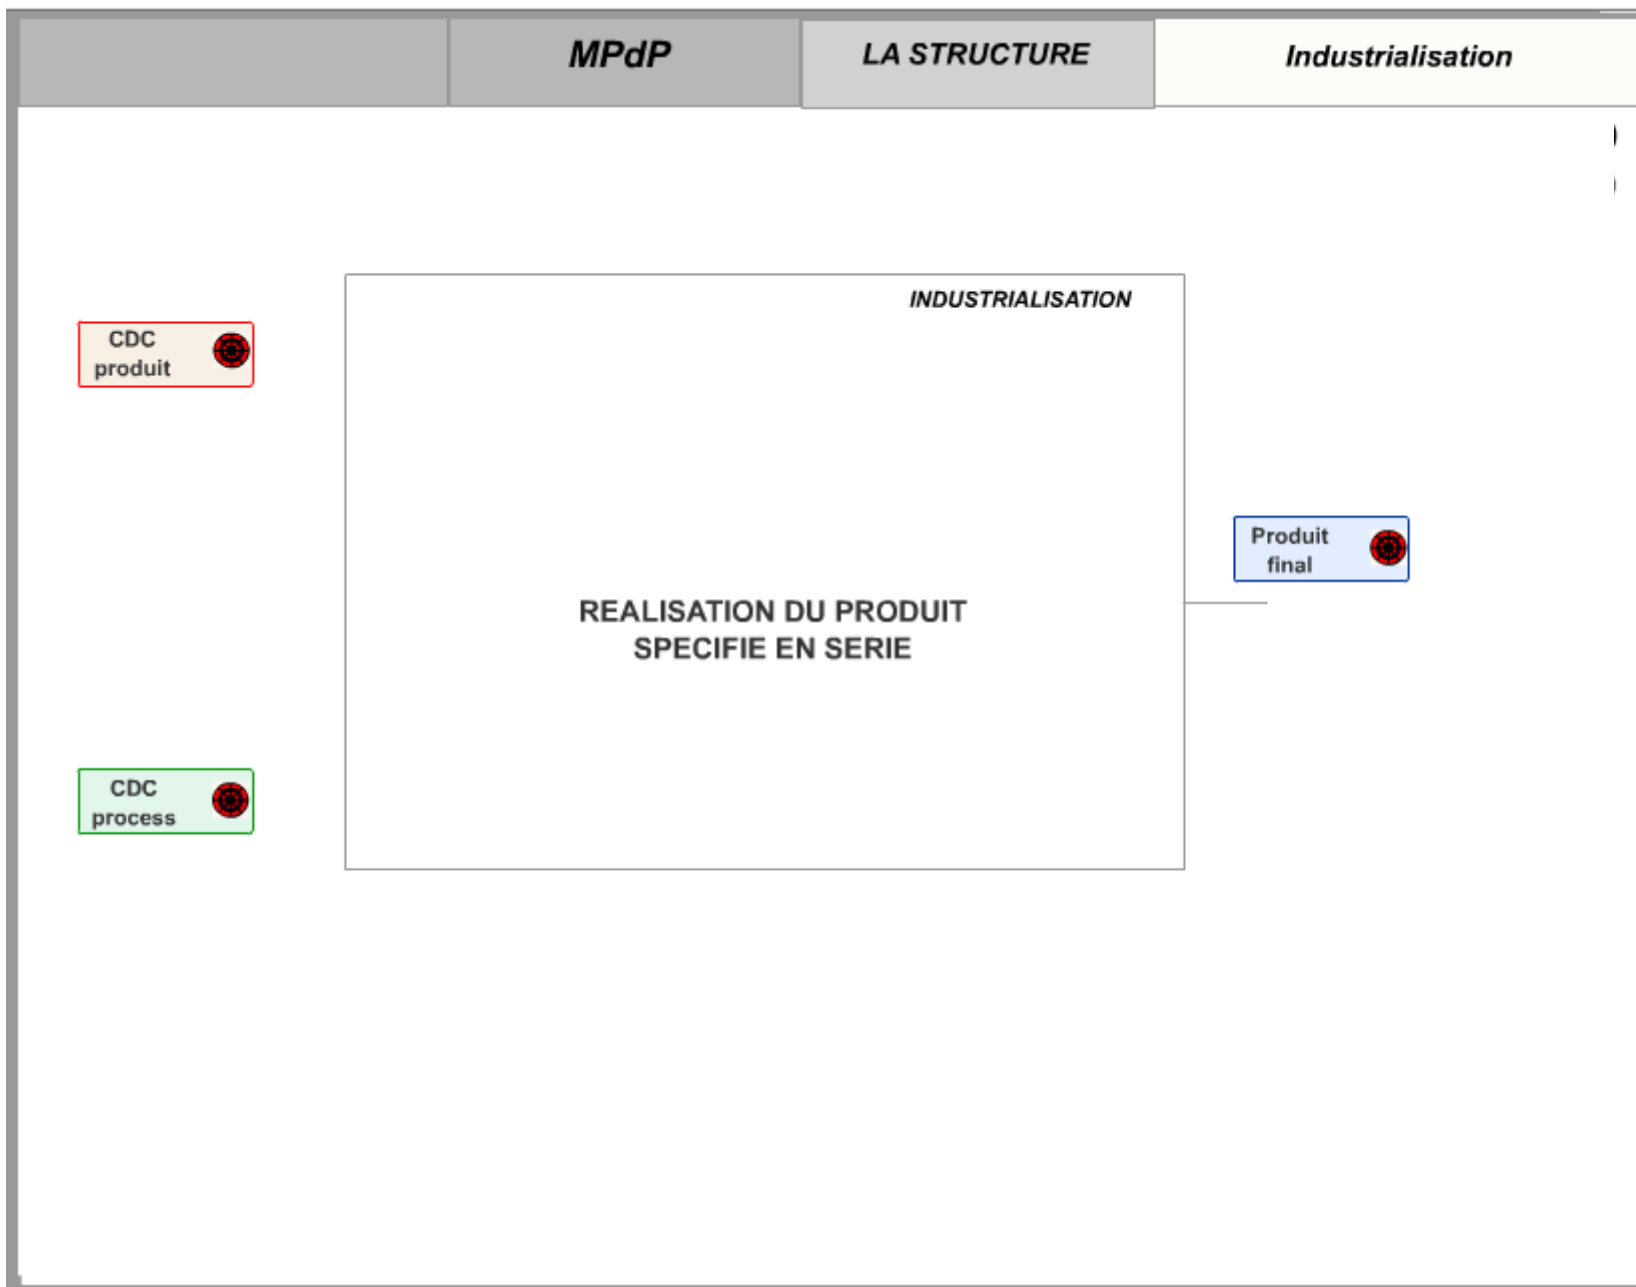 MPdP
LA STRUCTURE
Industrialisation
INDUSTRIALISATION
CDC
produit
Produit
final
REALISATION DU PRODUIT
SPECIFIE EN SERIE
CDC
process